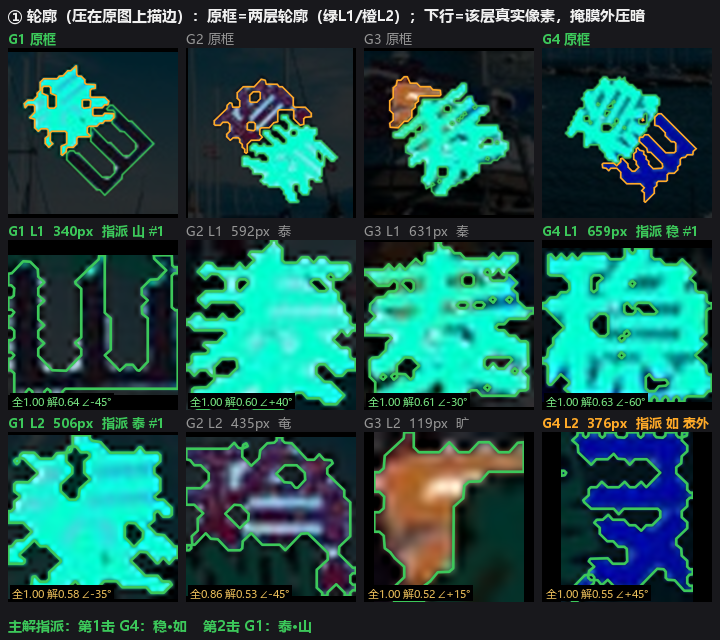 ① 轮廓（压在原图上描边）：原框=两层轮廓（绿L1/橙L2）；下行=该层真实像素，掩膜外压暗
G1 原框 G2 原框 G3 原框 G4 原框
G1 L1 340px 指派 山 #1 G2 L1 592px 泰 G3 L1 631px 秦 G4 L1 659px 指派 稳 #1
全1.00 解0.64 ∠-45° 全1.00 解0.60 ∠+40° 全1.00 解0.61 ∠-30° 全1.00 解0.63 ∠-60°
G1 L2 506px 指派 泰 #1 G2 L2 435px 奄 G3 L2 119px 旷 G4 L2 376px 指派 如 表外
全1.00 解0.58 ∠-35° 全0.86 解0.53 ∠-45° 全1.00 解0.52 ∠+15° 全1.00 解0.55 ∠+45°
主解指派：第1击 G4：稳·如 第2击 G1：泰·山